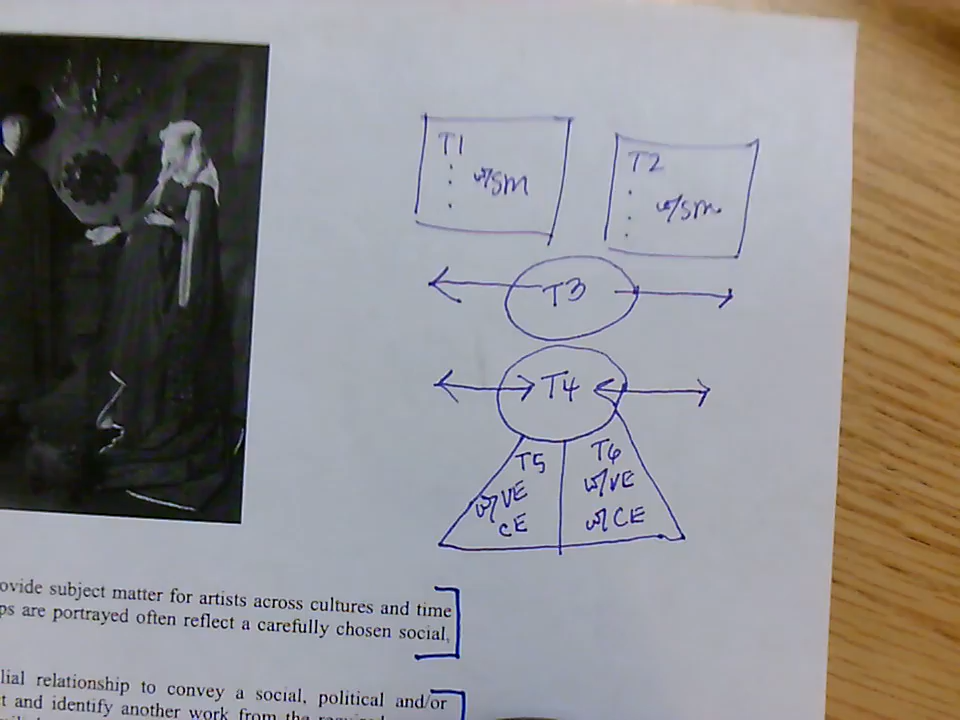 T1
w/SM
T2
w/SM
T3
T4
T5
w/VE
CE
T6
w/VE
w/CE
ovide subject matter for artists across cultures and time
ps are portrayed often reflect a carefully chosen social,
lial relationship to convey a social, political and/or
ct and identify another work from the